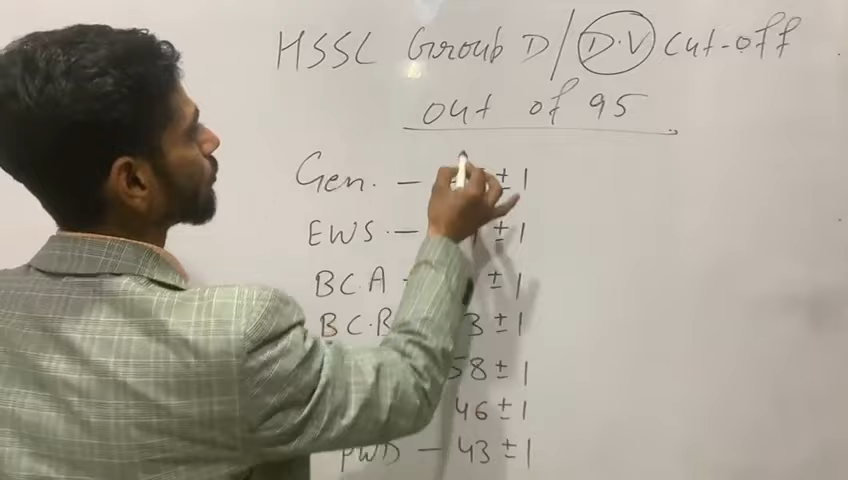 HSSC Group D/ D.V Cut-off
out of 95
Gen. — ±1
EWS. — ±1
BC.A - ±1
BC.B 3 ±1
58 ±1
46 ±1
PWD — 43 ±1